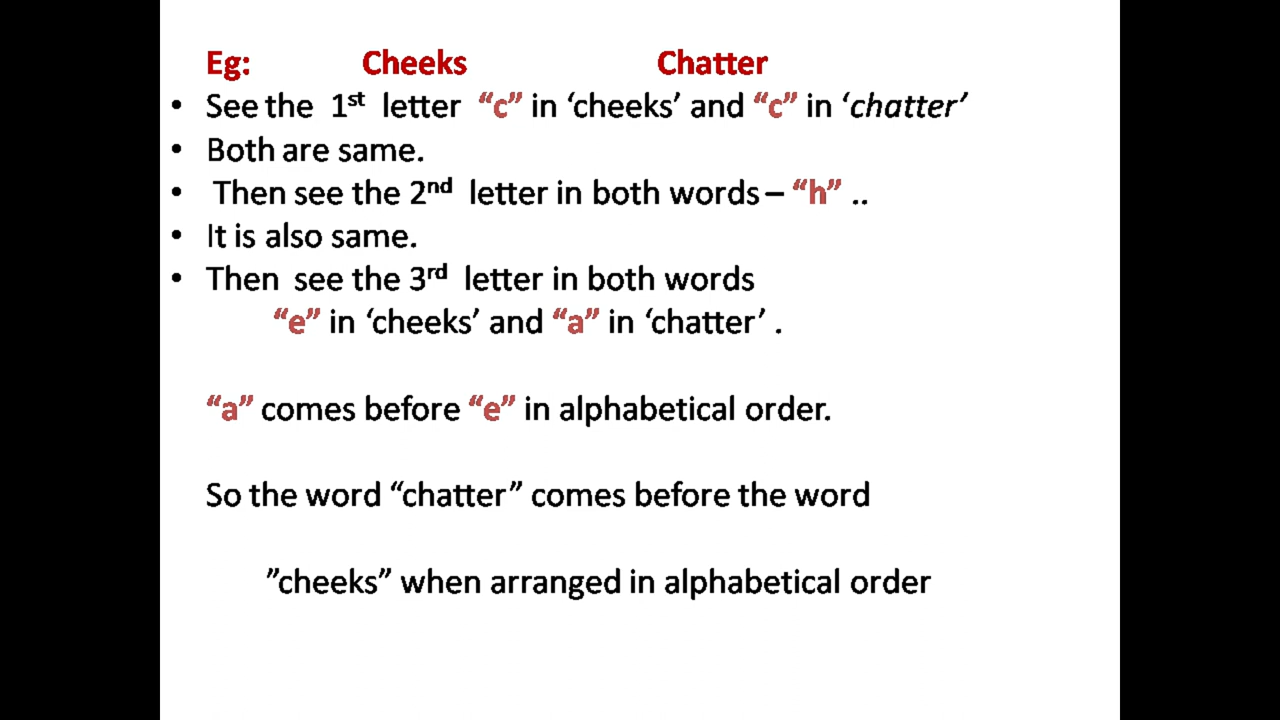 Eg: Cheeks Chatter
• See the 1st letter “c” in ‘cheeks’ and “c” in ‘chatter’
• Both are same.
• Then see the 2nd letter in both words – “h” ..
• It is also same.
• Then see the 3rd letter in both words
“e” in ‘cheeks’ and “a” in ‘chatter’ .
“a” comes before “e” in alphabetical order.
So the word “chatter” comes before the word
”cheeks” when arranged in alphabetical order